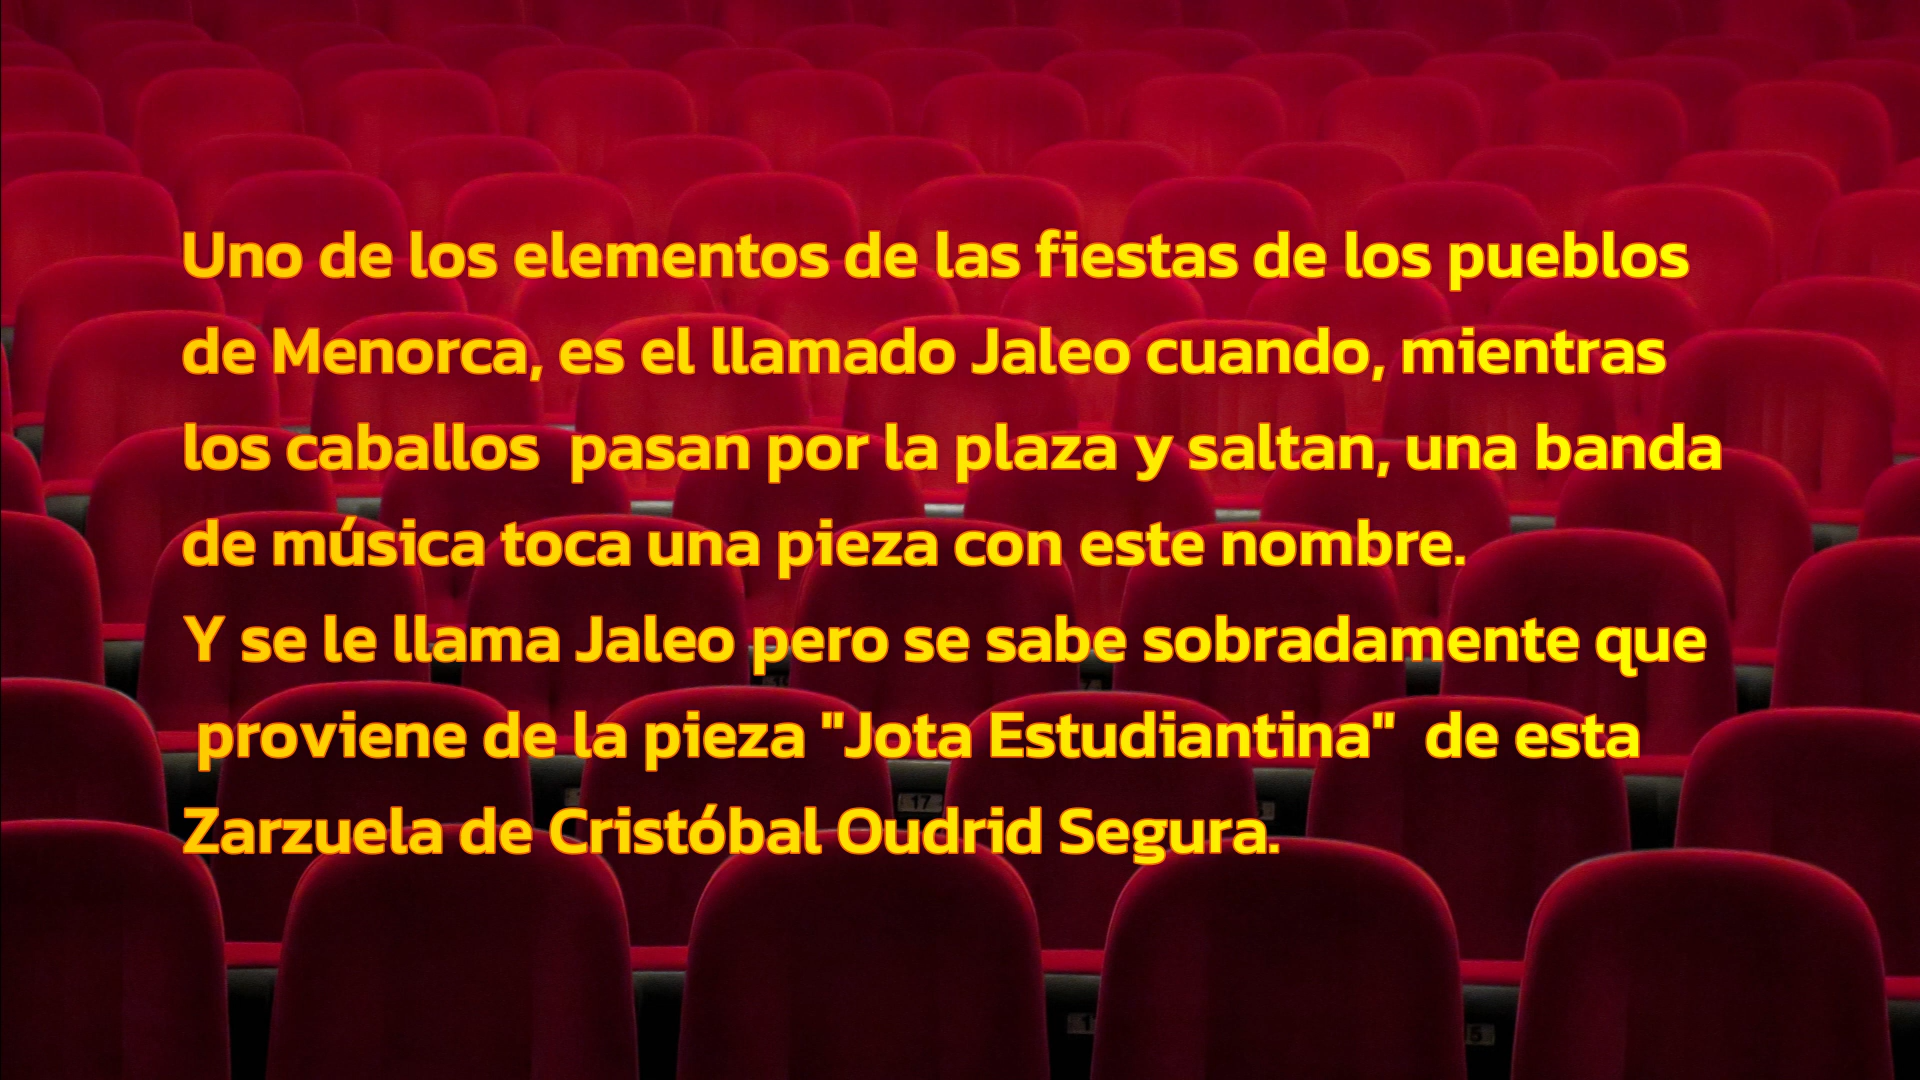 Uno de los elementos de las fiestas de los pueblos
de Menorca, es el llamado Jaleo cuando, mientras
los caballos  pasan por la plaza y saltan, una banda
de música toca una pieza con este nombre.
Y se le llama Jaleo pero se sabe sobradamente que
proviene de la pieza "Jota Estudiantina"  de esta
Zarzuela de Cristóbal Oudrid Segura.
17